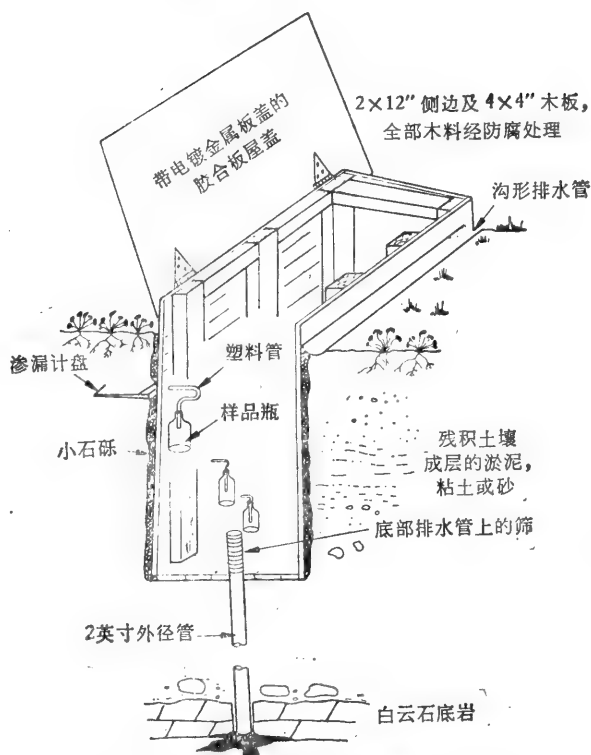 2×12″侧边及4×4″木板，
全部木料经防腐处理
带电镀金属板盖的
胶合板屋盖
沟形排水管
渗漏计盘
塑料管
样品瓶
小石砾
残积土壤
成层的淤泥，
粘土或砂
底部排水管上的筛
2英寸外径管
白云石底岩